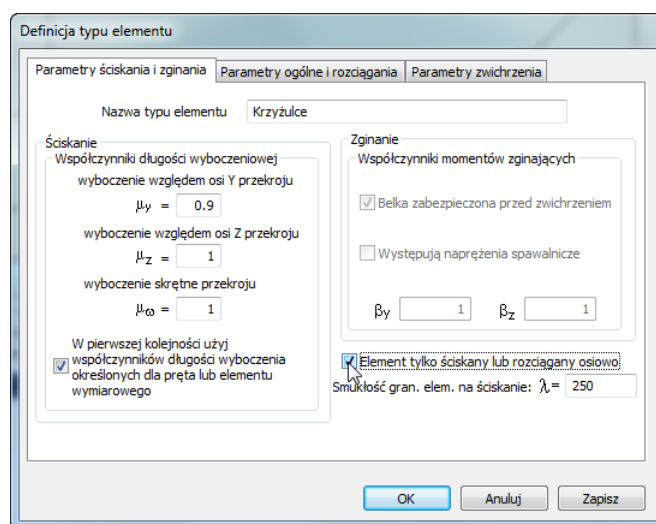 Definicja typu elementu
Parametry ściskania i zginania
Parametry ogólne i rozciągania
Parametry zwichrzenia
Nazwa typu elementu
Krzyżulce
Ściskanie
Współczynniki długości wyboczeniowej
wyboczenie względem osi Y przekroju
μy = 0.9
wyboczenie względem osi Z przekroju
μz = 1
wyboczenie skrętne przekroju
μω = 1
W pierwszej kolejności użyj
współczynników długości wyboczenia
określonych dla pręta lub elementu
wymiarowego
Zginanie
Współczynniki momentów zginających
Belka zabezpieczona przed zwichrzeniem
Występują naprężenia spawalnicze
βy 1 βz 1
Element tylko ściskany lub rozciągany osiowo
Smukłość gran. elem. na ściskanie: λ = 250
OK
Anuluj
Zapisz